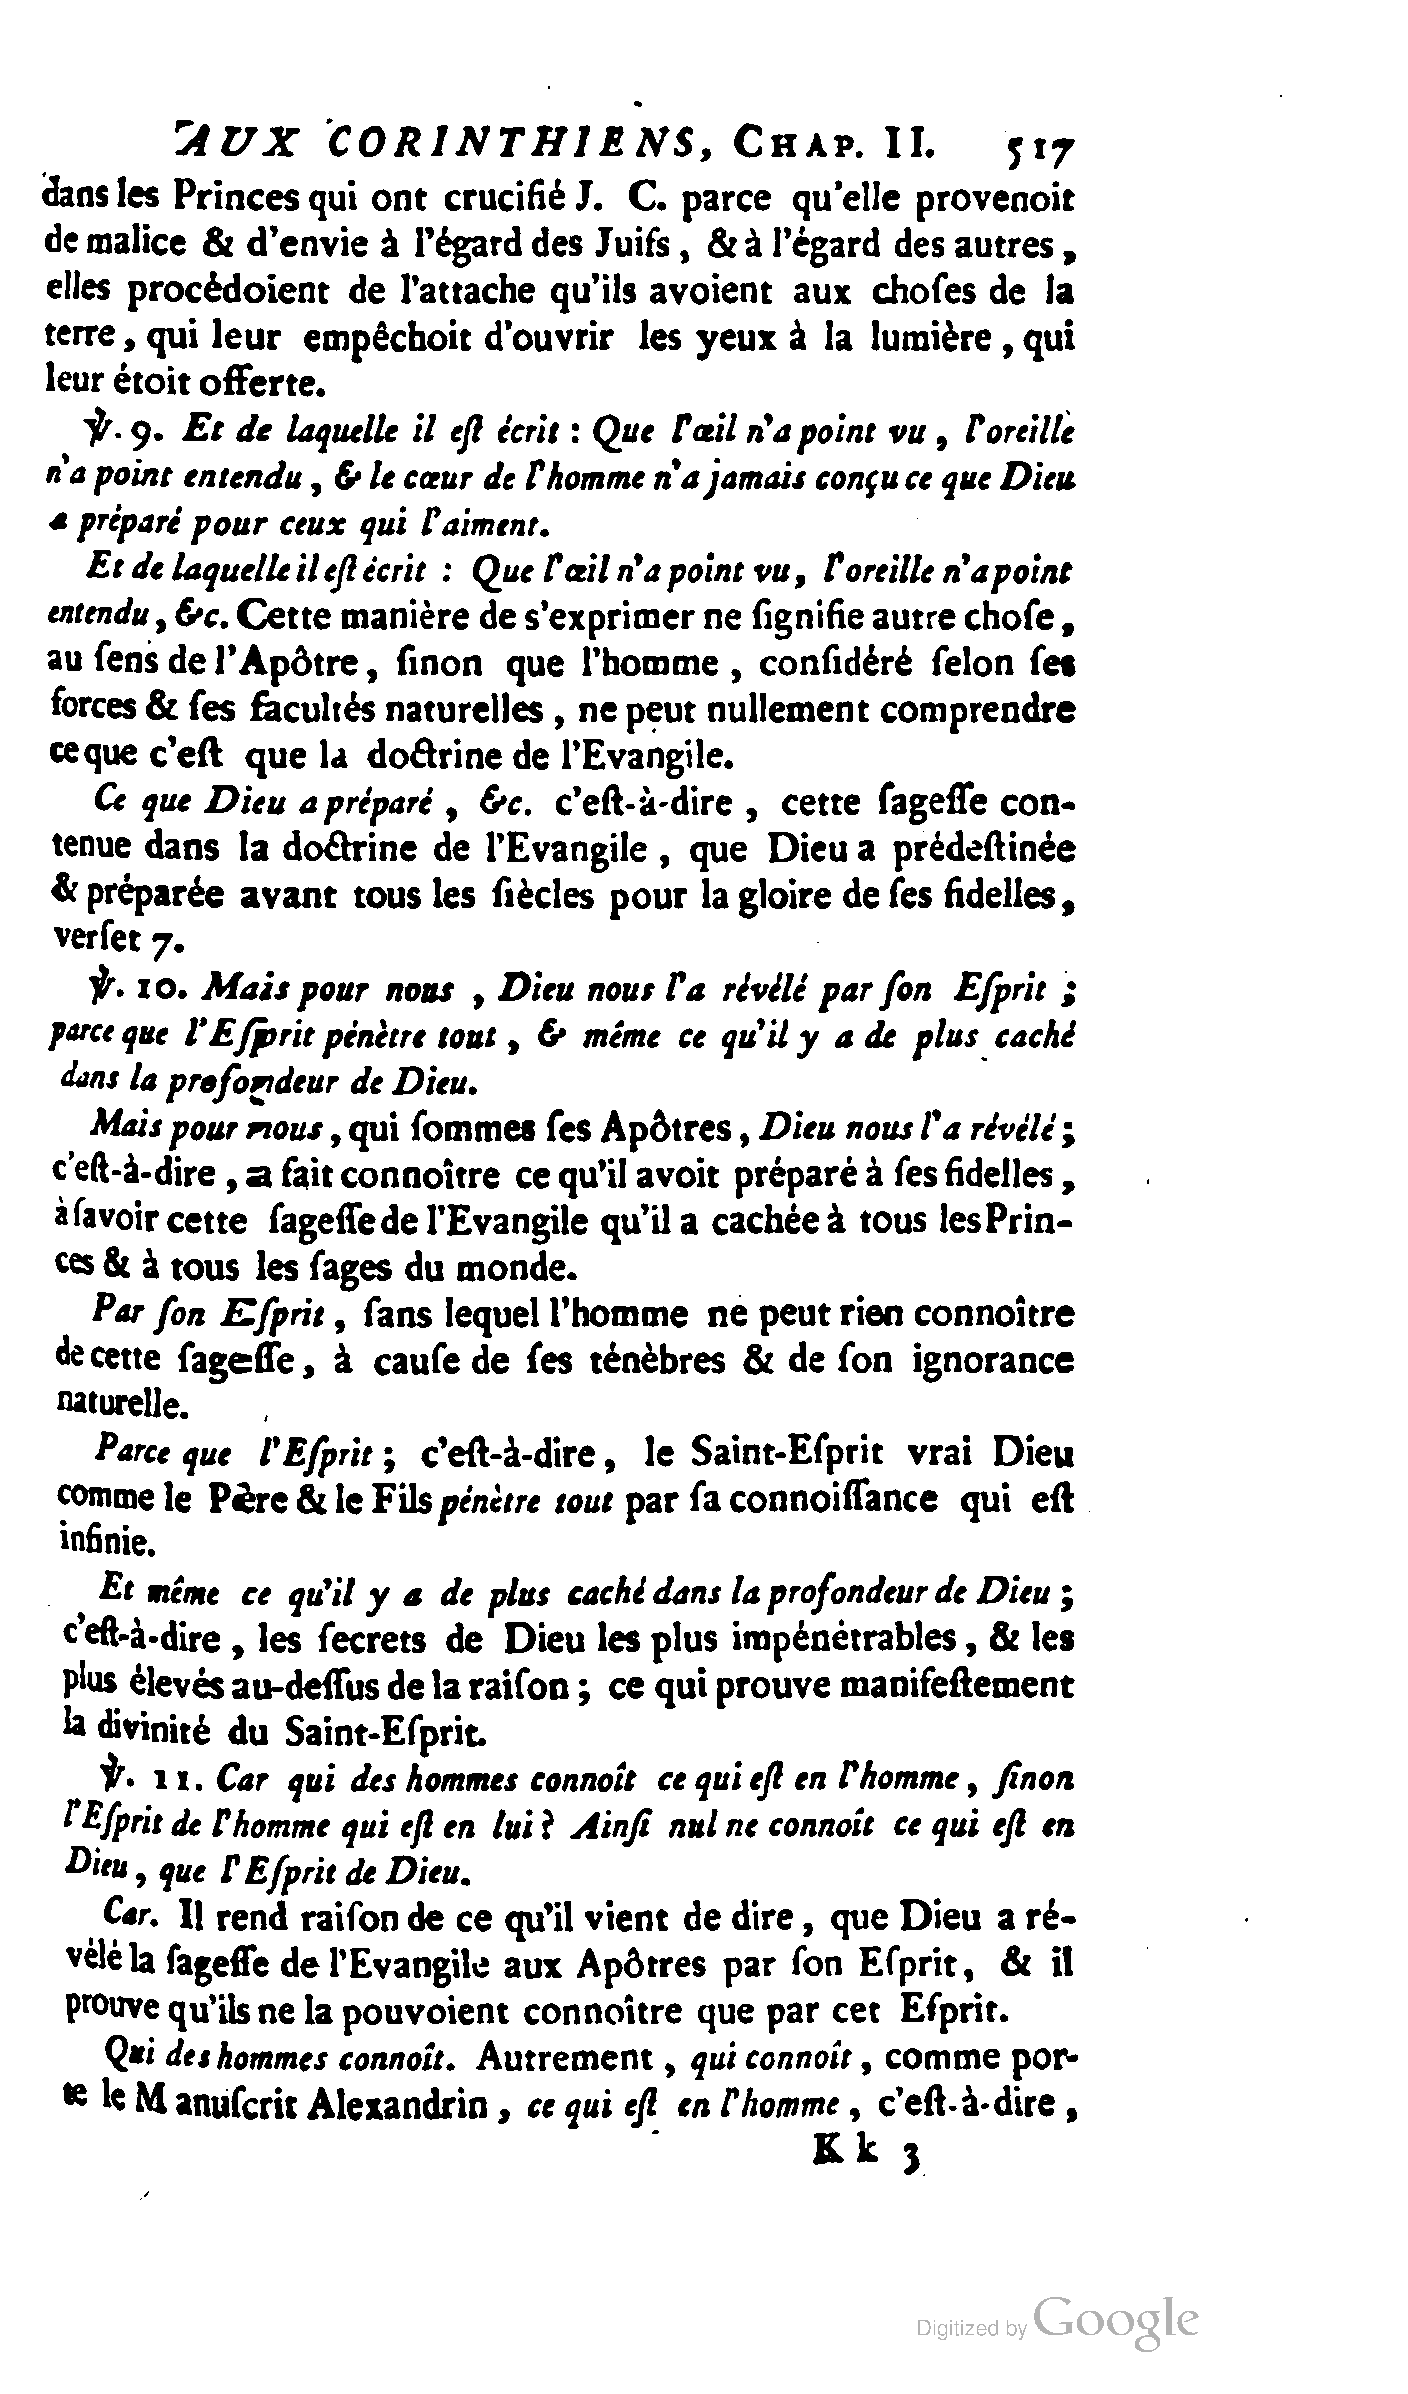 AUX CORINTHIENS, CHAP. II. 517
dans les Princes qui ont crucifié J. C. parce qu'elle provenoit
de malice & d'envie à l'égard des Juifs, & à l'égard des autres,
elles procédoient de l'attache qu'ils avoient aux choſes de la
terre, qui leur empêchoit d'ouvrir les yeux à la lumière, qui
leur étoit offerte.
℣. 9. Et de laquelle il eſt écrit : Que l'œil n'a point vu, l'oreille
n'a point entendu, & le cœur de l'homme n'a jamais conçu ce que Dieu
a préparé pour ceux qui l'aiment.
Et de laquelle il eſt écrit : Que l'œil n'a point vu, l'oreille n'a point
entendu, &c. Cette manière de s'exprimer ne ſignifie autre choſe,
au ſens de l'Apôtre, ſinon que l'homme, conſidéré ſelon ſes
forces & ſes facultés naturelles, ne peut nullement comprendre
ce que c'eſt que la doctrine de l'Evangile.
Ce que Dieu a préparé, &c. c'eſt-à-dire, cette ſageſſe con-
tenue dans la doctrine de l'Evangile, que Dieu a prédeſtinée
& préparée avant tous les ſiècles pour la gloire de ſes fidelles,
verſet 7.
℣. 10. Mais pour nous, Dieu nous l'a révélé par ſon Eſprit ;
parce que l'Eſprit pénètre tout, & même ce qu'il y a de plus caché
dans la profondeur de Dieu.
Mais pour nous, qui ſommes ſes Apôtres, Dieu nous l'a révélé ;
c'eſt-à-dire, a fait connoître ce qu'il avoit préparé à ſes fidelles,
à ſavoir cette ſageſſe de l'Evangile qu'il a cachée à tous les Prin-
ces & à tous les ſages du monde.
Par ſon Eſprit, ſans lequel l'homme ne peut rien connoître
de cette ſageſſe, à cauſe de ſes ténèbres & de ſon ignorance
naturelle.
Parce que l'Eſprit ; c'eſt-à-dire, le Saint-Eſprit vrai Dieu
comme le Père & le Fils pénètre tout par ſa connoiſſance qui eſt
infinie.
Et même ce qu'il y a de plus caché dans la profondeur de Dieu ;
c'eſt-à-dire, les ſecrets de Dieu les plus impénétrables, & les
plus élevés au-deſſus de la raiſon ; ce qui prouve manifeſtement
la divinité du Saint-Eſprit.
℣. 11. Car qui des hommes connoît ce qui eſt en l'homme, ſinon
l'Eſprit de l'homme qui eſt en lui ? Ainſi nul ne connoît ce qui eſt en
Dieu, que l'Eſprit de Dieu.
Car. Il rend raiſon de ce qu'il vient de dire, que Dieu a ré-
vélé la ſageſſe de l'Evangile aux Apôtres par ſon Eſprit, & il
prouve qu'ils ne la pouvoient connoître que par cet Eſprit.
Qui des hommes connoît. Autrement, qui connoît, comme por-
te le Manuſcrit Alexandrin, ce qui eſt en l'homme, c'eſt-à-dire,
Kk 3
Digitized by Google